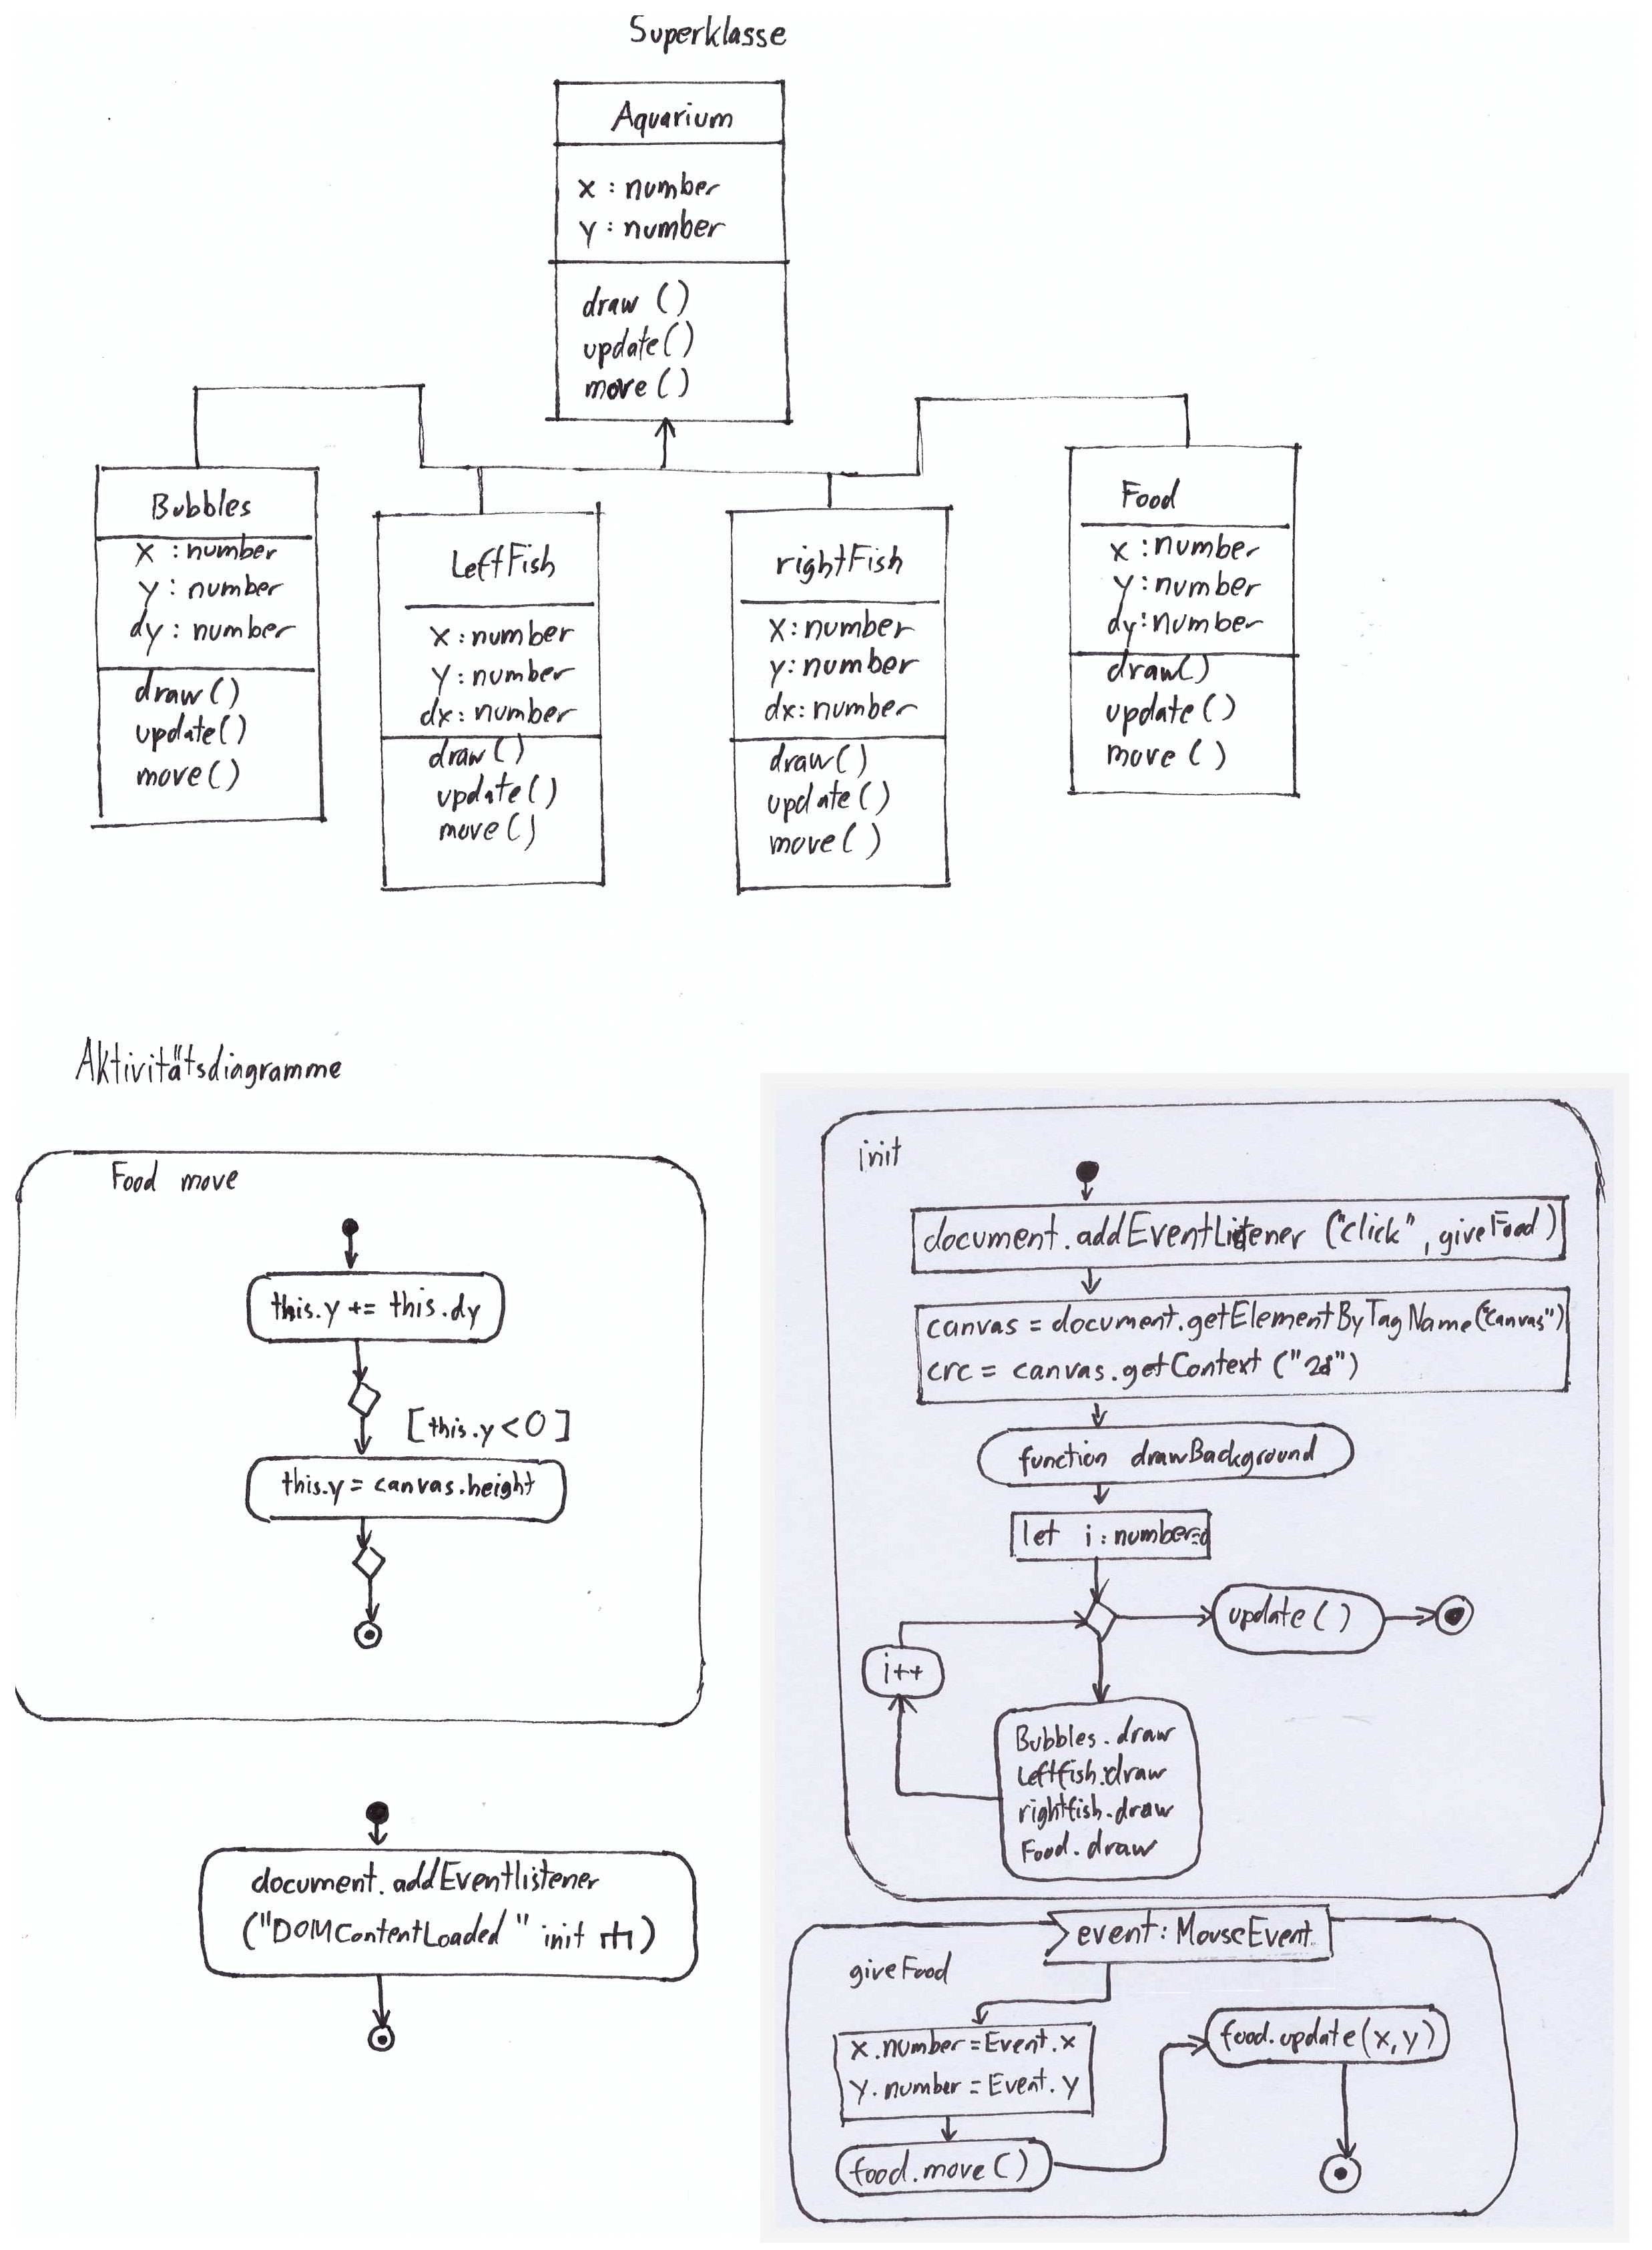 Superklasse
Aquarium
x : number
y : number
draw ()
update()
move ()
Bubbles
x : number
y : number
dy : number
draw ()
update()
move ()
LeftFish
x : number
y : number
dx : number
draw ()
update()
move ()
rightFish
x : number
y : number
dx : number
draw ()
update ()
move ( )
Food
x : number
y : number
dy : number
draw()
update ()
move ( )
Aktivitätsdiagramme
Food move
this.y += this.dy
[this.y < 0]
this.y = canvas.height
document.addEventlistener
("DOMContentLoaded" init)
init
document.addEventListener ("click", giveFood)
canvas = document.getElementByTagName("canvas")
crc = canvas.getContext ("2d")
function drawBackground
let i : number=0
update ( )
i++
Bubbles.draw
Leftfish.draw
rightfish.draw
Food.draw
event: MouseEvent
giveFood
x.number = Event.x
y.number = Event.y
food.move ()
food.update(x,y)